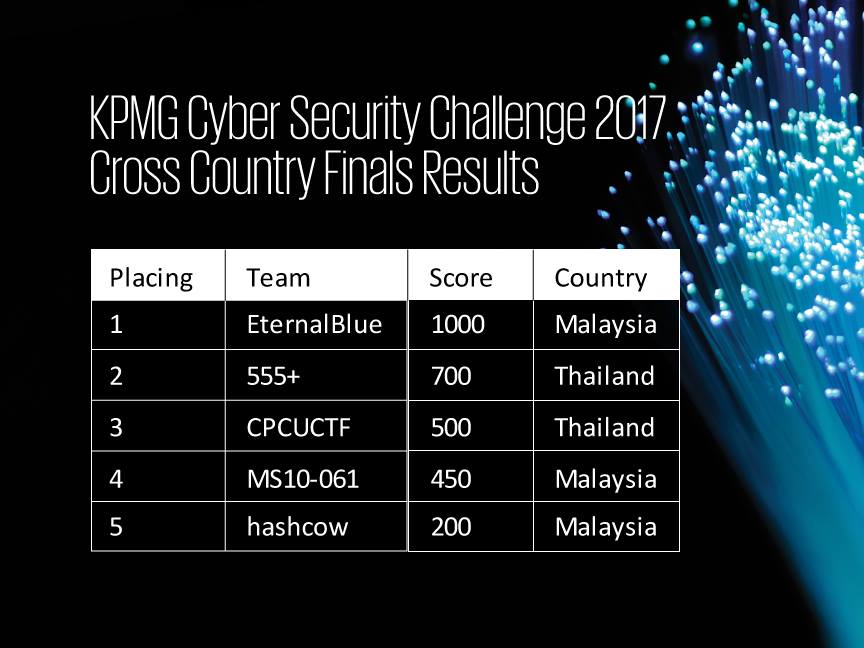 KPMG Cyber Security Challenge 2017
Cross Country Finals Results
Placing Team Score Country
1 EternalBlue 1000 Malaysia
2 555+ 700 Thailand
3 CPCUCTF 500 Thailand
4 MS10-061 450 Malaysia
5 hashcow 200 Malaysia